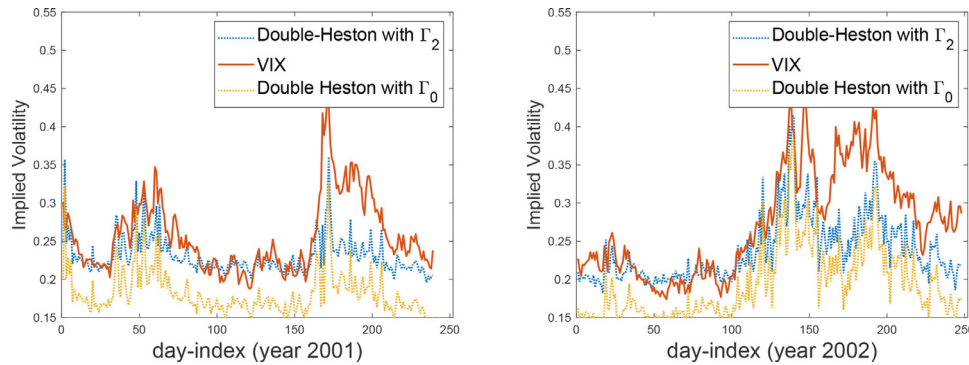 0.55
0.5
0.45
0.4
0.35
0.3
0.25
0.2
0.15
Implied Volatility
Double-Heston with Γ₂
VIX
Double Heston with Γ₀
0 50 100 150 200 250
day-index (year 2001)
0.55
0.5
0.45
0.4
0.35
0.3
0.25
0.2
0.15
Implied Volatility
Double-Heston with Γ₂
VIX
Double Heston with Γ₀
0 50 100 150 200 250
day-index (year 2002)